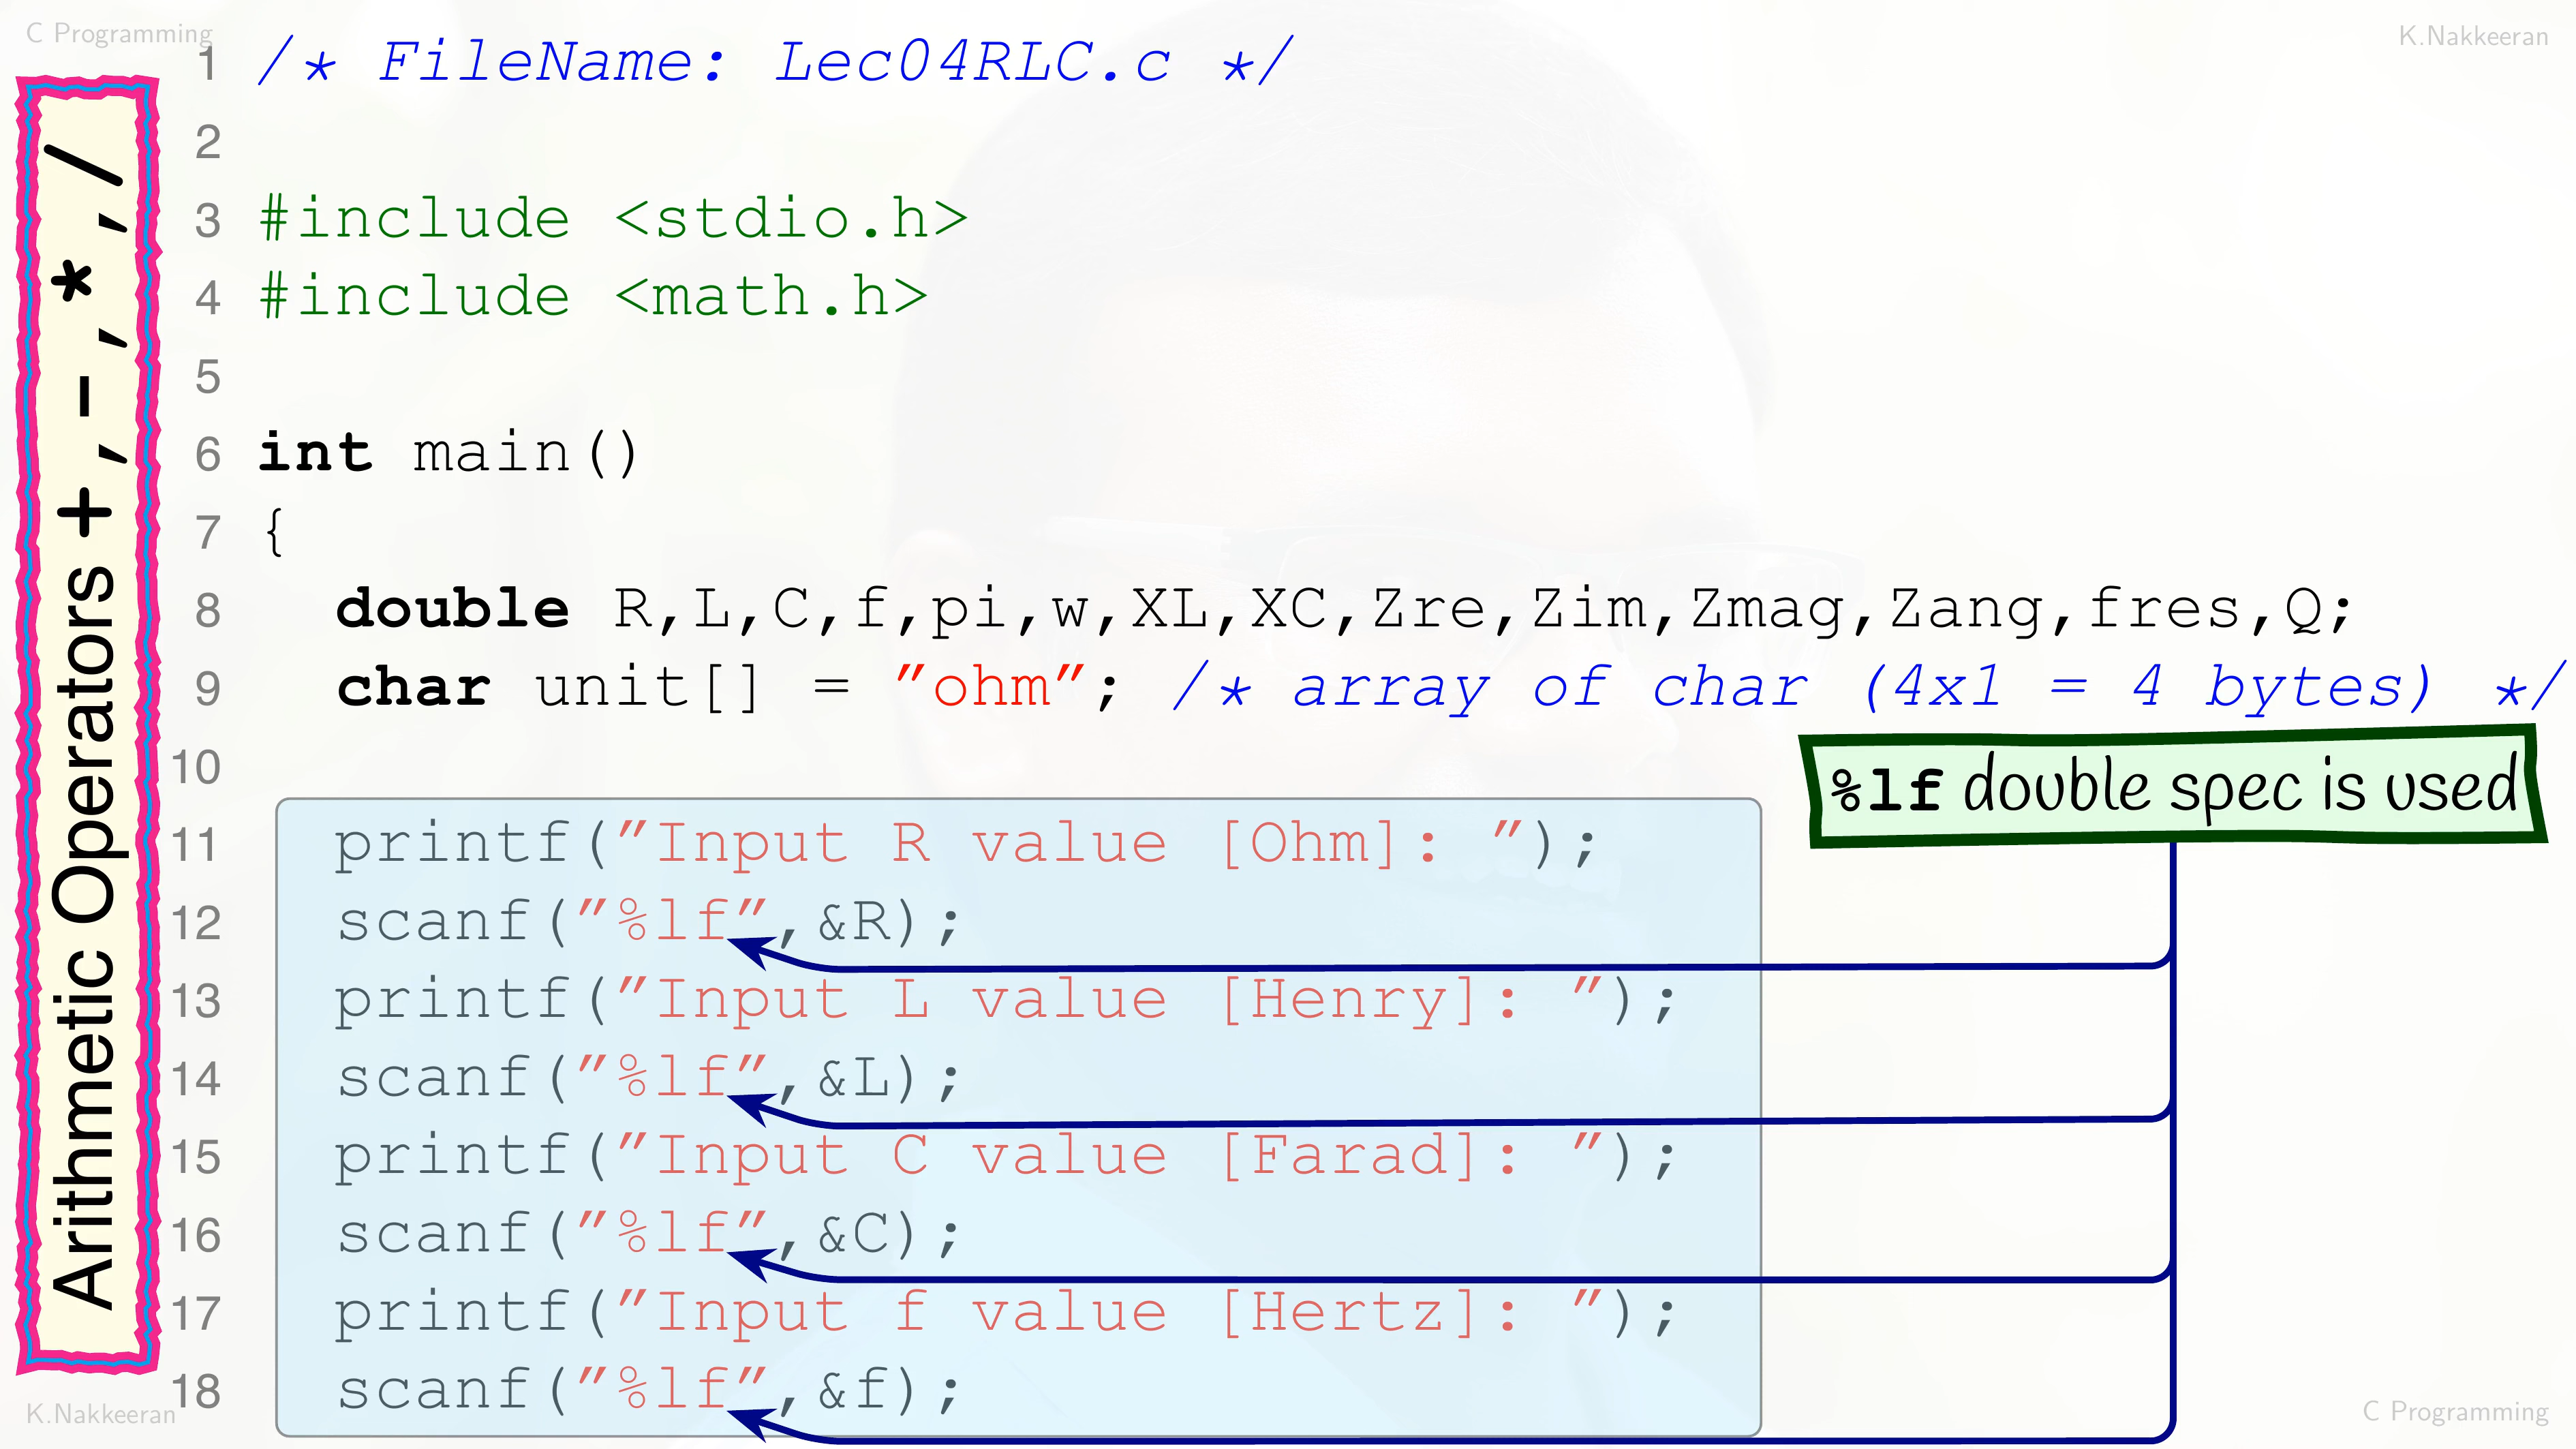 C Programming
K.Nakkeeran
Arithmetic Operators +,-,*,/
1 /* FileName: Lec04RLC.c */
2
3 #include <stdio.h>
4 #include <math.h>
5
6 int main()
7 {
8 double R,L,C,f,pi,w,XL,XC,Zre,Zim,Zmag,Zang,fres,Q;
9 char unit[] = "ohm"; /* array of char (4x1 = 4 bytes) */
10
%lf double spec is used
11 printf("Input R value [Ohm]: ");
12 scanf("%lf",&R);
13 printf("Input L value [Henry]: ");
14 scanf("%lf",&L);
15 printf("Input C value [Farad]: ");
16 scanf("%lf",&C);
17 printf("Input f value [Hertz]: ");
18 scanf("%lf",&f);
K.Nakkeeran
C Programming